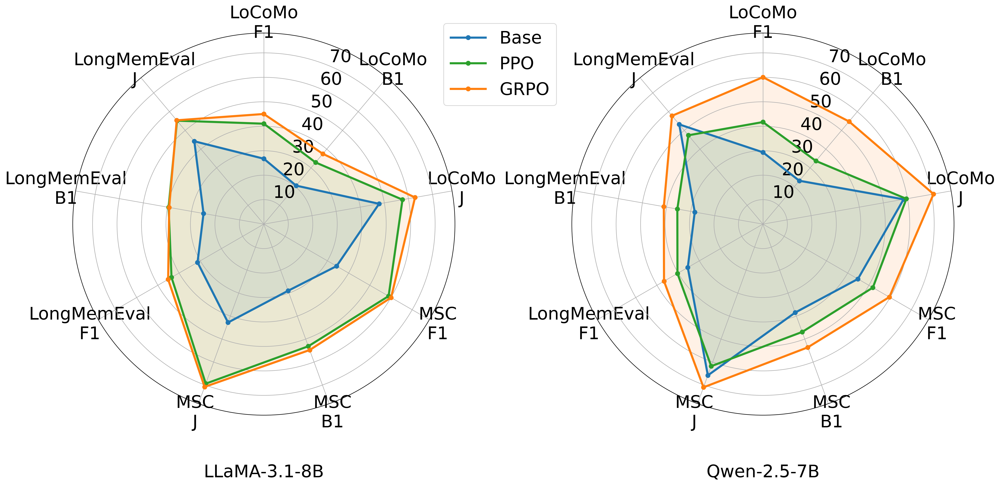 LoCoMo
F1
LoCoMo
B1
LoCoMo
J
MSC
F1
MSC
B1
MSC
J
LongMemEval
F1
LongMemEval
B1
LongMemEval
J
10
20
30
40
50
60
70
LLaMA-3.1-8B
Base
PPO
GRPO
LoCoMo
F1
LoCoMo
B1
LoCoMo
J
MSC
F1
MSC
B1
MSC
J
LongMemEval
F1
LongMemEval
B1
LongMemEval
J
10
20
30
40
50
60
70
Qwen-2.5-7B